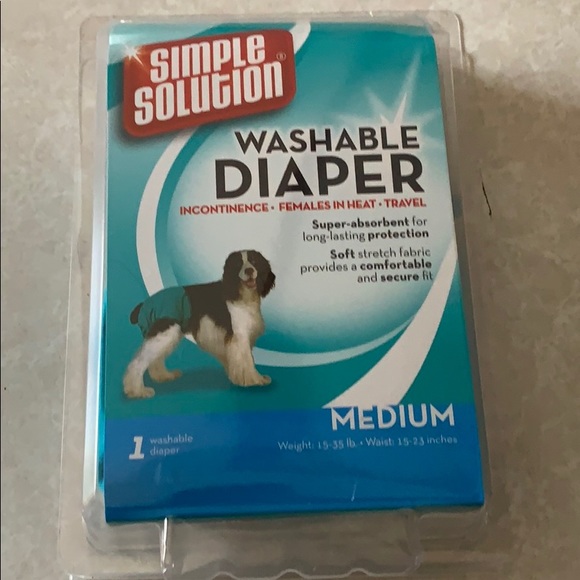 SIMPLE
SOLUTION®
WASHABLE
DIAPER
INCONTINENCE • FEMALES IN HEAT • TRAVEL
Super-absorbent for
long-lasting protection
Soft stretch fabric
provides a comfortable
and secure fit
MEDIUM
1 washable
diaper
Weight: 15-35 lb. • Waist: 15-23 inches